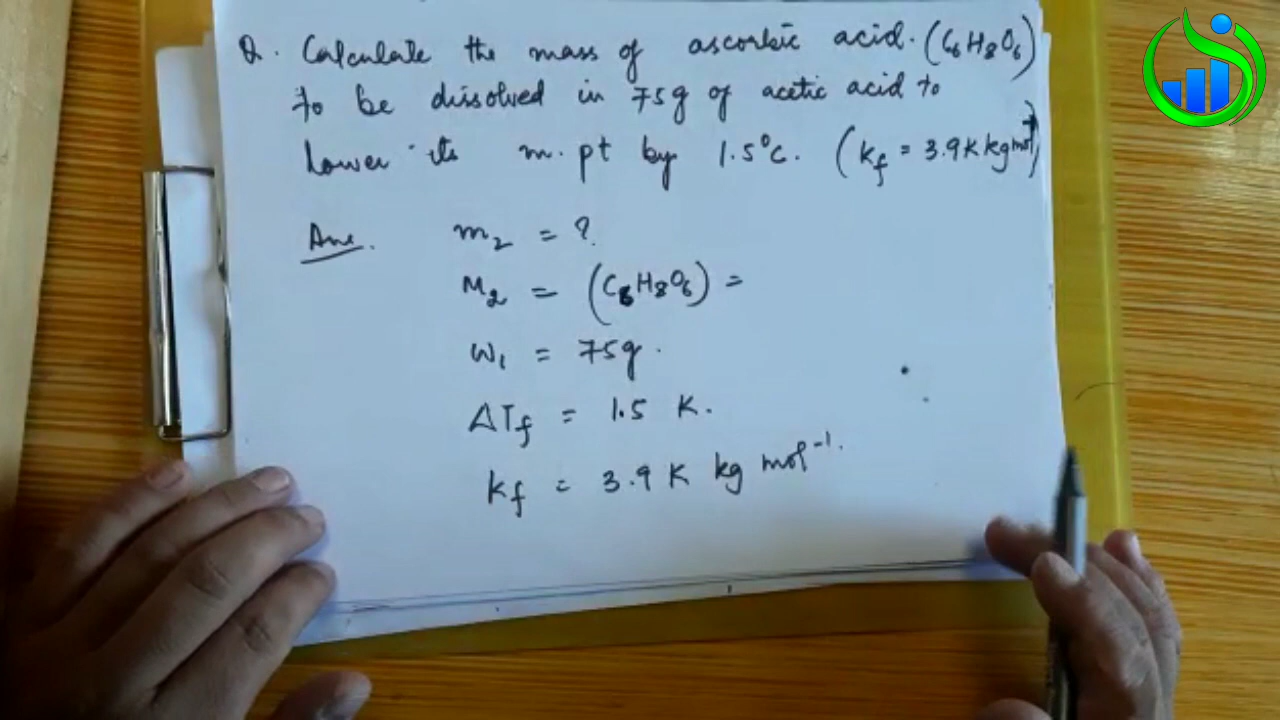 Q. Calculate the mass of ascorbic acid. (C6H8O6)
to be dissolved in 75g of acetic acid to
lower its m.pt by 1.5°C. (kf = 3.9K kg mol-1)
Ans. m2 = ?
M2 = (C6H8O6) =
W1 = 75g.
ΔTf = 1.5 K.
kf = 3.9 K kg mol-1.